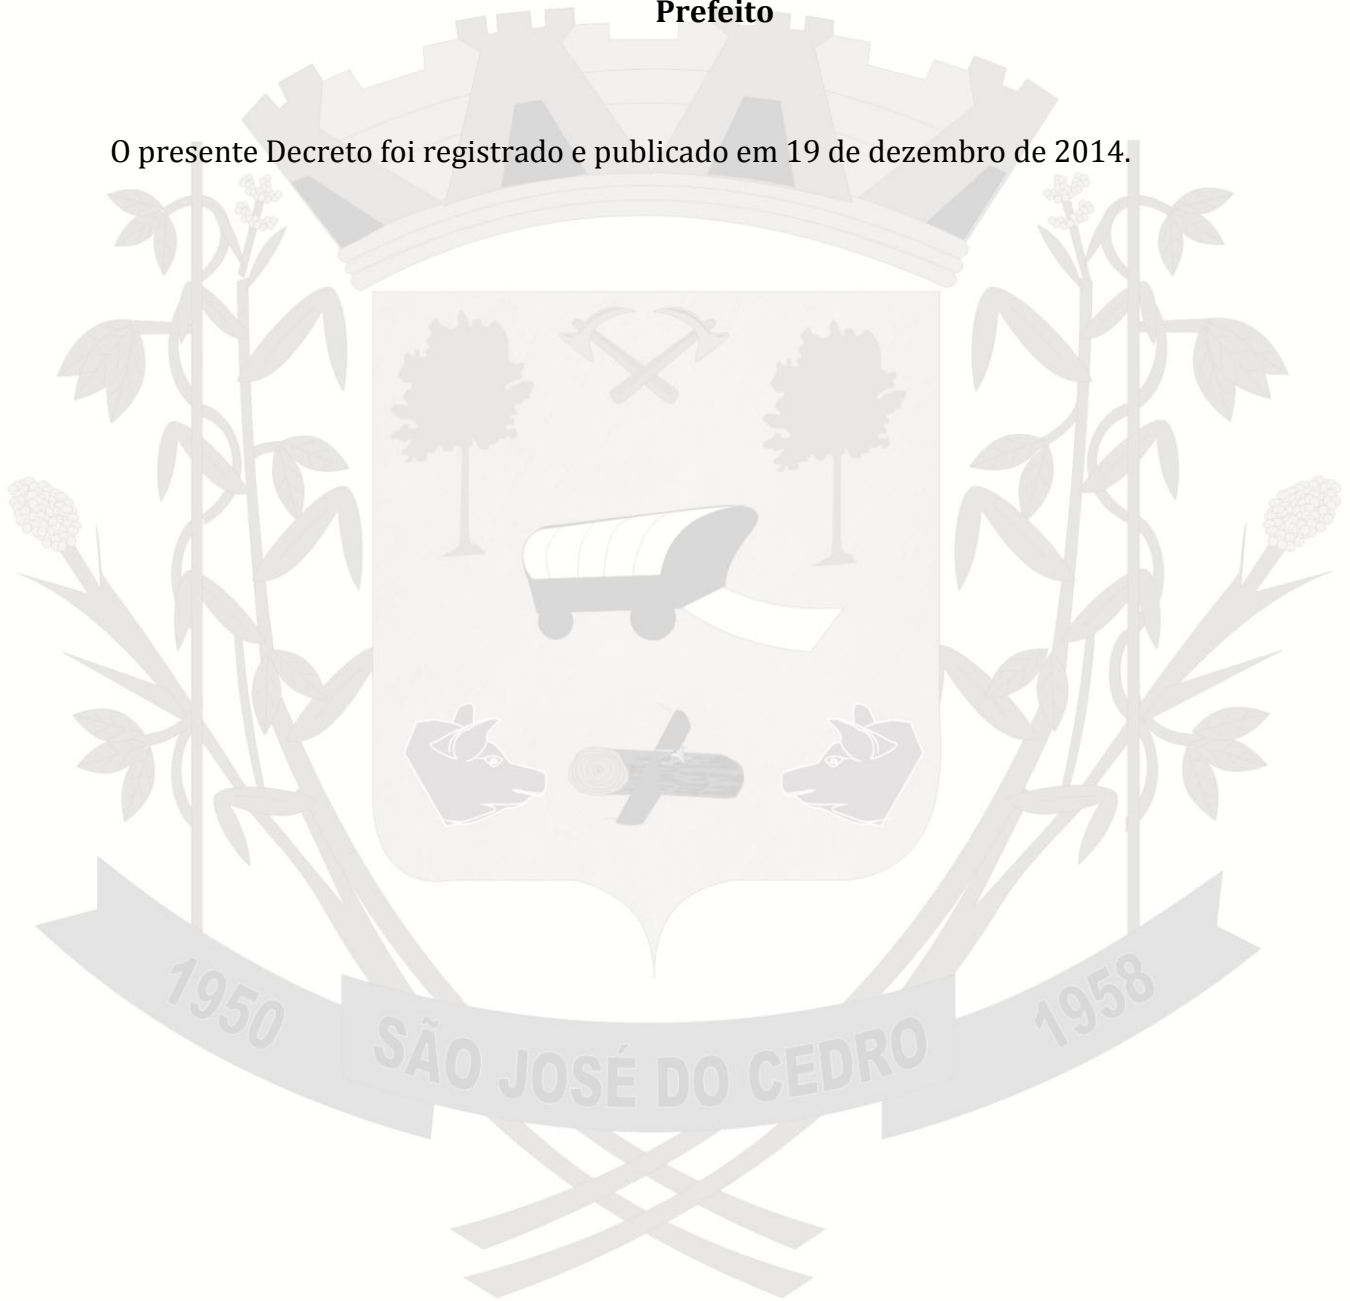 Prefeito
O presente Decreto foi registrado e publicado em 19 de dezembro de 2014.
1950 SÃO JOSÉ DO CEDRO 1958